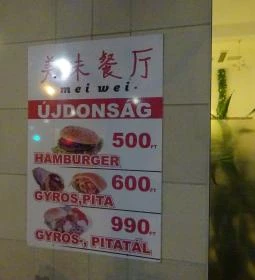 美味餐厅
mei wei
ÚJDONSÁG
500 FT
HAMBURGER
600 FT
GYROS, PITA
990 FT
GYROS-, PITATÁL